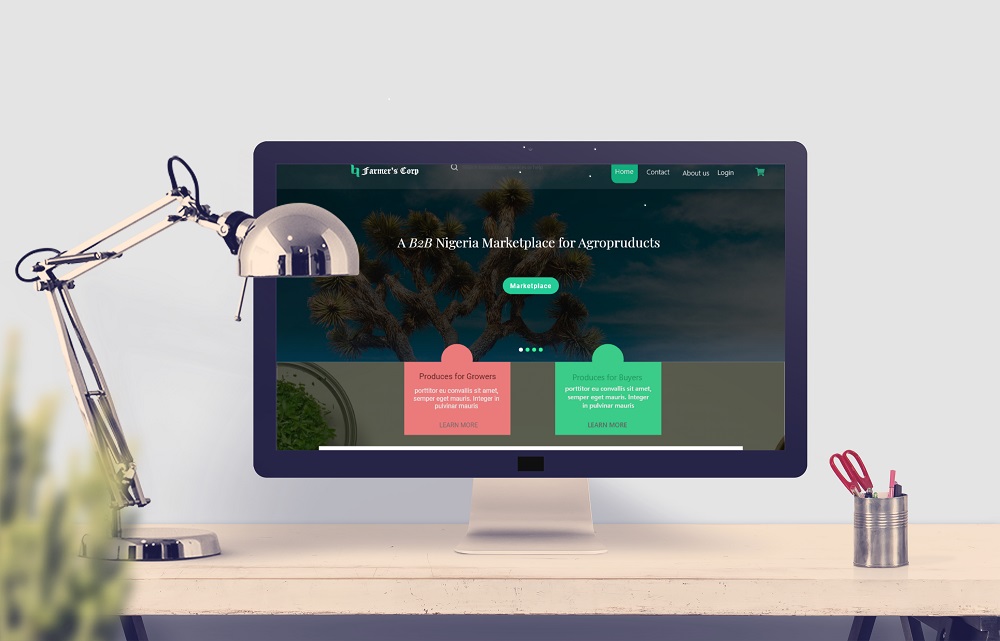 Farmer's Corp
Home
Contact
About us
Login
A B2B Nigeria Marketplace for Agropruducts
Marketplace
Produces for Growers
porttitor eu convallis sit amet,
semper eget mauris. Integer in
pulvinar mauris
LEARN MORE
Produces for Buyers
porttitor eu convallis sit amet,
semper eget mauris. Integer
in pulvinar mauris
LEARN MORE